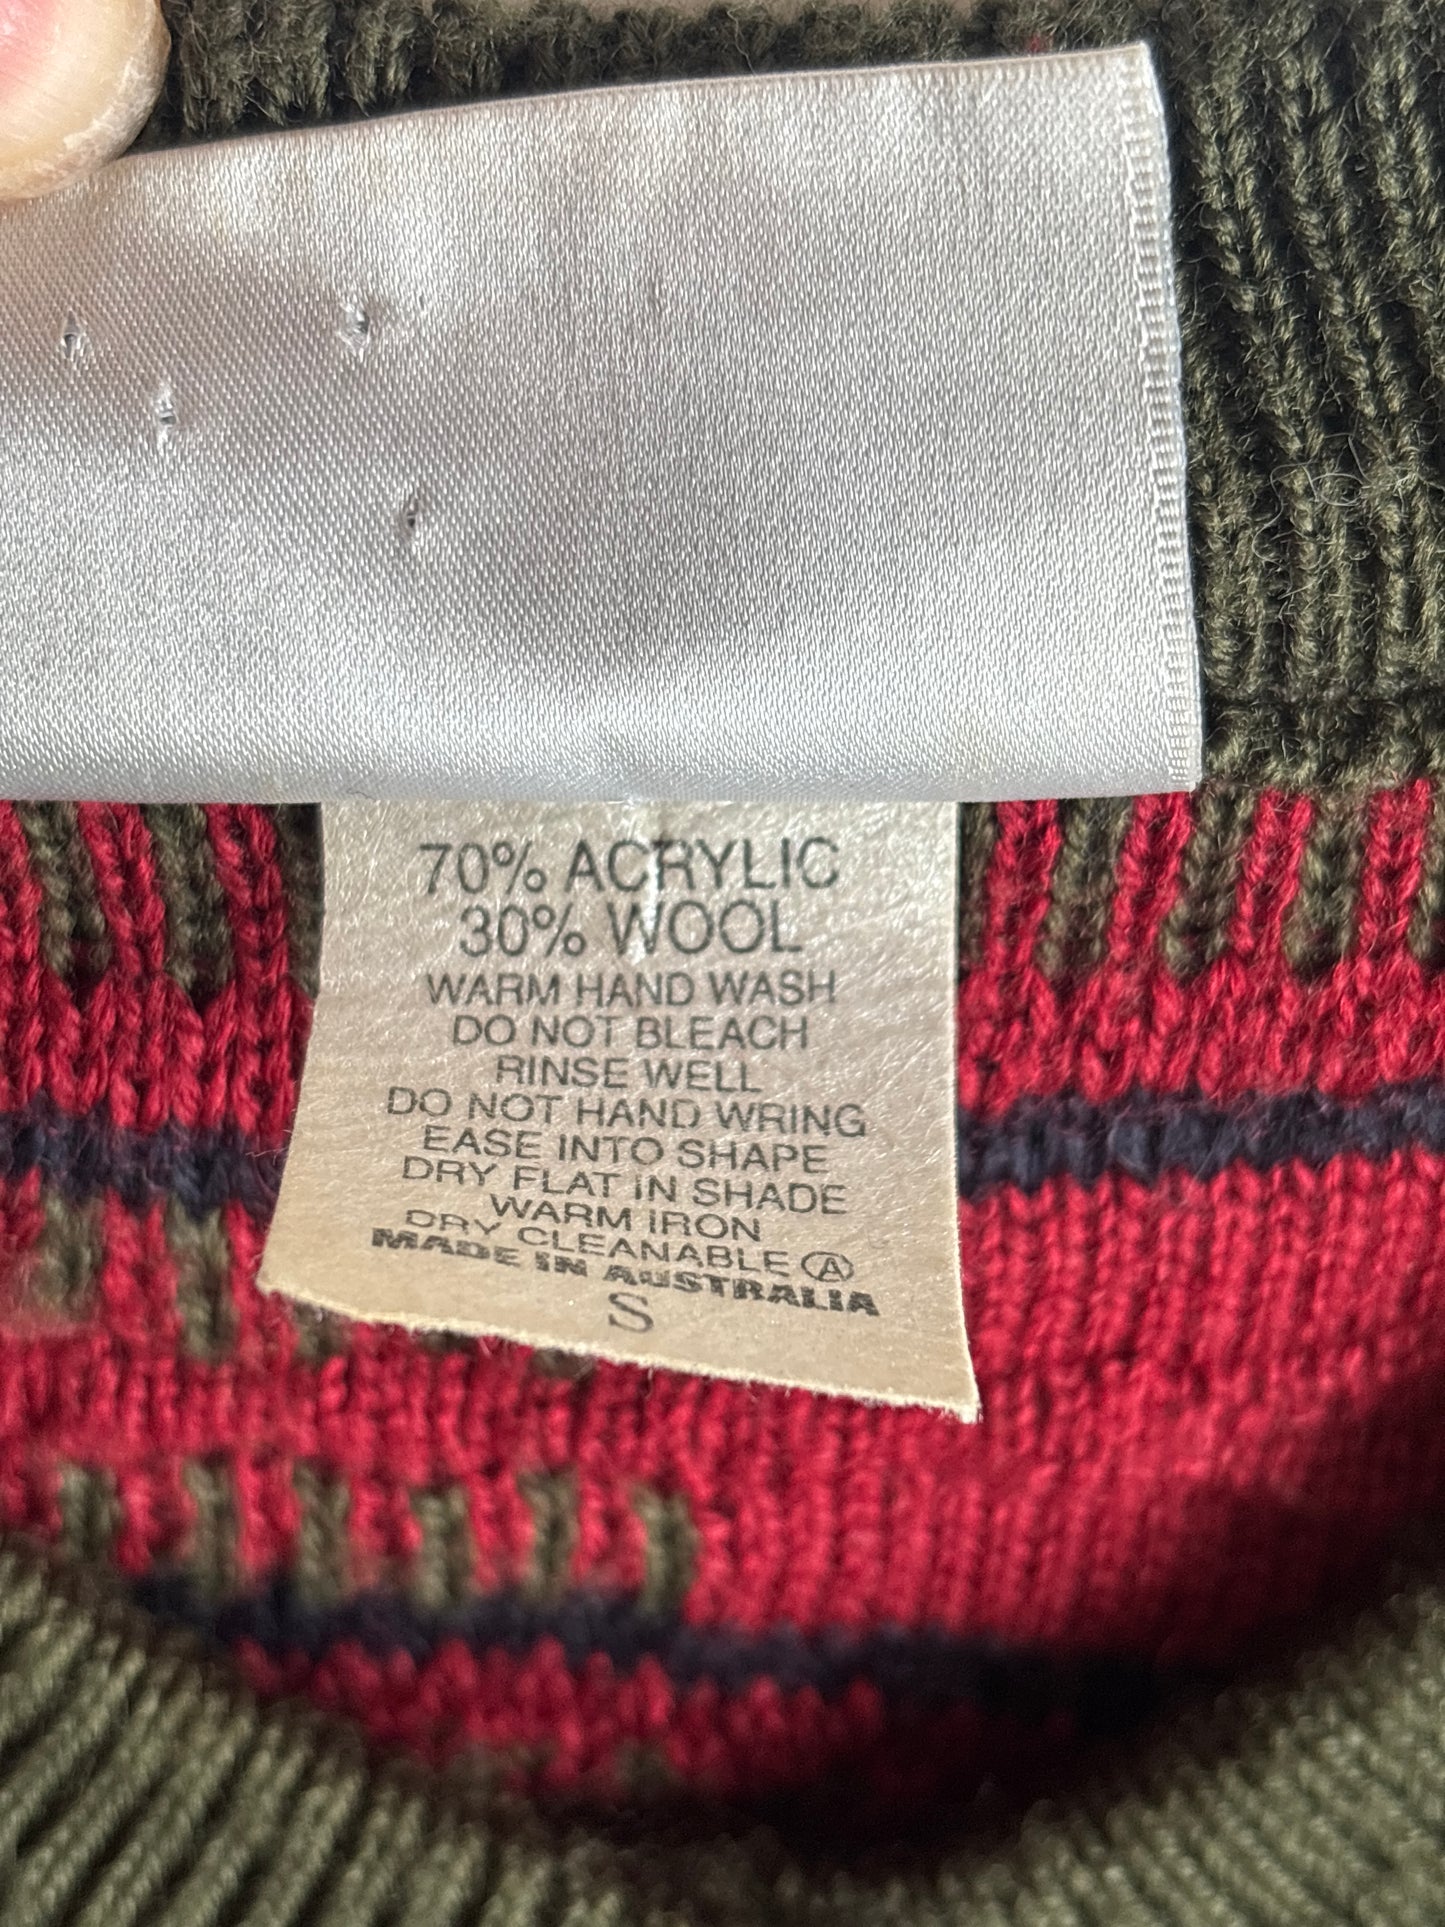 70% ACRYLIC
30% WOOL
WARM HAND WASH
DO NOT BLEACH
RINSE WELL
DO NOT HAND WRING
EASE INTO SHAPE
DRY FLAT IN SHADE
WARM IRON
DRY CLEANABLE Ⓐ
MADE IN AUSTRALIA
S